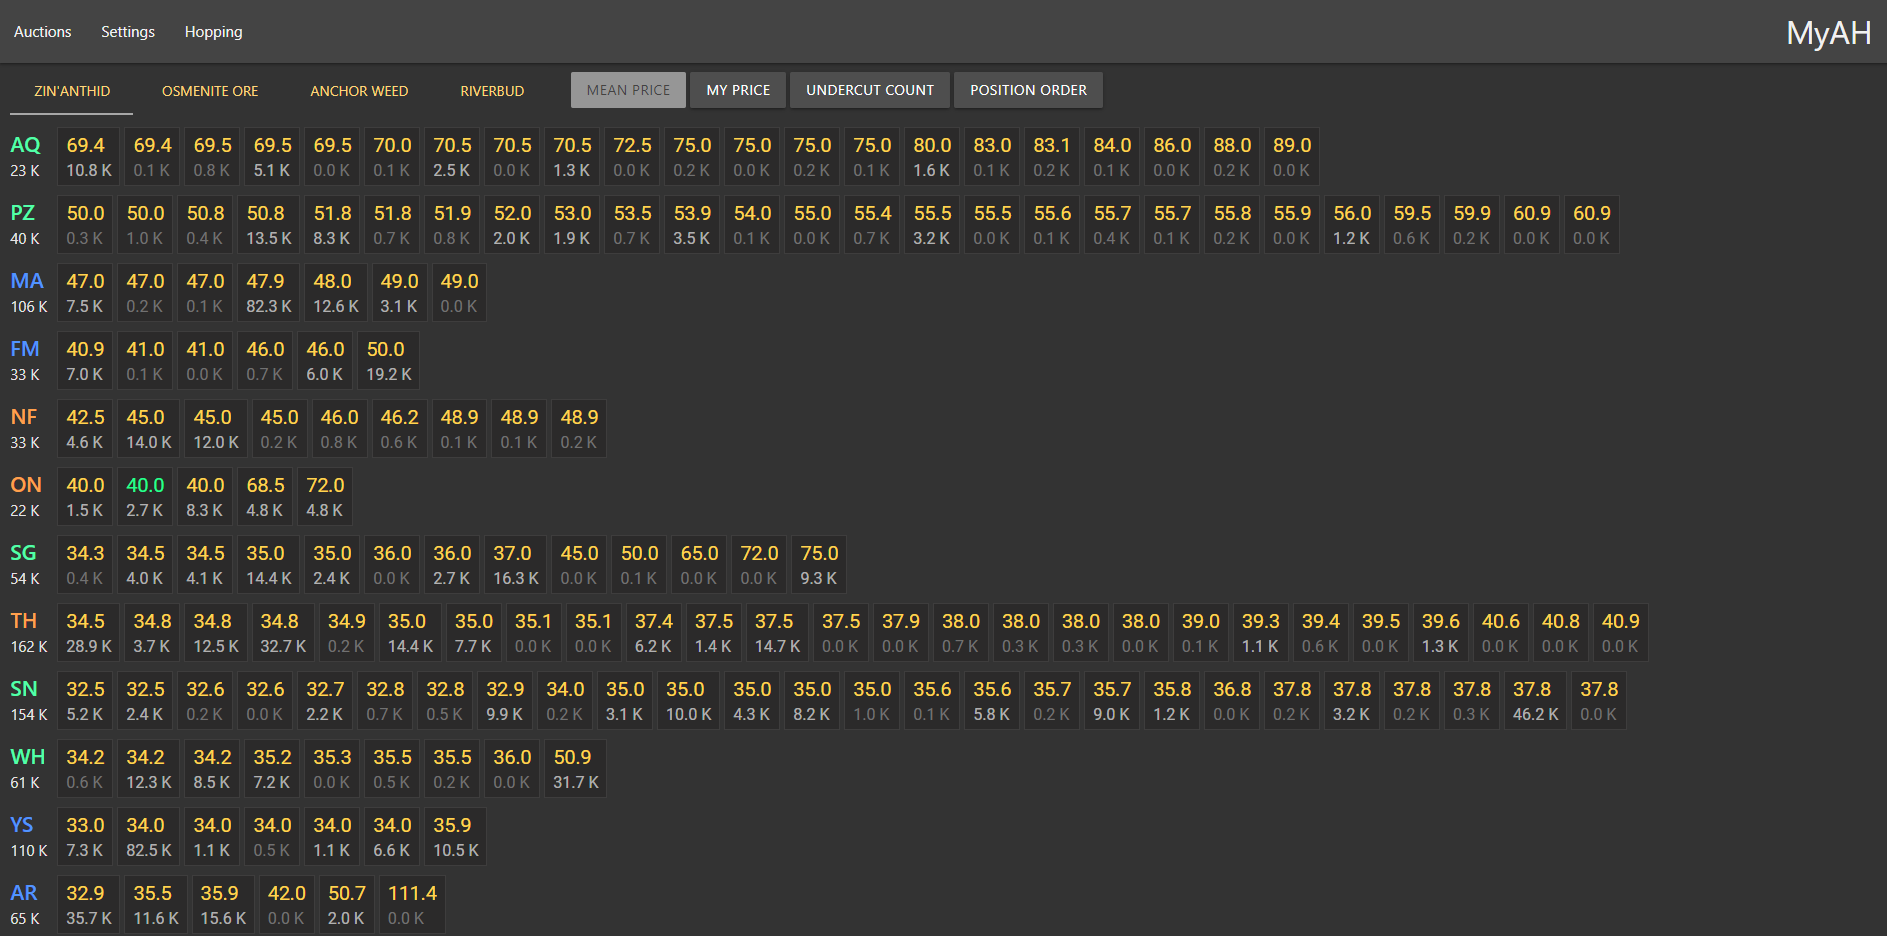 Auctions Settings Hopping MyAH
ZIN'ANTHID OSMENITE ORE ANCHOR WEED RIVERBUD MEAN PRICE MY PRICE UNDERCUT COUNT POSITION ORDER
AQ 69.4 69.4 69.5 69.5 69.5 70.0 70.5 70.5 70.5 72.5 75.0 75.0 75.0 75.0 80.0 83.0 83.1 84.0 86.0 88.0 89.0
23 K 10.8 K 0.1 K 0.8 K 5.1 K 0.0 K 0.1 K 2.5 K 0.0 K 1.3 K 0.0 K 0.2 K 0.0 K 0.2 K 0.1 K 1.6 K 0.1 K 0.2 K 0.1 K 0.0 K 0.2 K 0.0 K
PZ 50.0 50.0 50.8 50.8 51.8 51.8 51.9 52.0 53.0 53.5 53.9 54.0 55.0 55.4 55.5 55.5 55.6 55.7 55.7 55.8 55.9 56.0 59.5 59.9 60.9 60.9
40 K 0.3 K 1.0 K 0.4 K 13.5 K 8.3 K 0.7 K 0.8 K 2.0 K 1.9 K 0.7 K 3.5 K 0.1 K 0.0 K 0.7 K 3.2 K 0.0 K 0.1 K 0.4 K 0.1 K 0.2 K 0.0 K 1.2 K 0.6 K 0.2 K 0.0 K 0.0 K
MA 47.0 47.0 47.0 47.9 48.0 49.0 49.0
106 K 7.5 K 0.2 K 0.1 K 82.3 K 12.6 K 3.1 K 0.0 K
FM 40.9 41.0 41.0 46.0 46.0 50.0
33 K 7.0 K 0.1 K 0.0 K 0.7 K 6.0 K 19.2 K
NF 42.5 45.0 45.0 45.0 46.0 46.2 48.9 48.9 48.9
33 K 4.6 K 14.0 K 12.0 K 0.2 K 0.8 K 0.6 K 0.1 K 0.1 K 0.2 K
ON 40.0 40.0 40.0 68.5 72.0
22 K 1.5 K 2.7 K 8.3 K 4.8 K 4.8 K
SG 34.3 34.5 34.5 35.0 35.0 36.0 36.0 37.0 45.0 50.0 65.0 72.0 75.0
54 K 0.4 K 4.0 K 4.1 K 14.4 K 2.4 K 0.0 K 2.7 K 16.3 K 0.0 K 0.1 K 0.0 K 0.0 K 9.3 K
TH 34.5 34.8 34.8 34.8 34.9 35.0 35.0 35.1 35.1 37.4 37.5 37.5 37.5 37.9 38.0 38.0 38.0 38.0 39.0 39.3 39.4 39.5 39.6 40.6 40.8 40.9
162 K 28.9 K 3.7 K 12.5 K 32.7 K 0.2 K 14.4 K 7.7 K 0.0 K 0.0 K 6.2 K 1.4 K 14.7 K 0.0 K 0.0 K 0.7 K 0.3 K 0.3 K 0.0 K 0.1 K 1.1 K 0.6 K 0.0 K 1.3 K 0.0 K 0.0 K 0.0 K
SN 32.5 32.5 32.6 32.6 32.7 32.8 32.8 32.9 34.0 35.0 35.0 35.0 35.0 35.0 35.6 35.6 35.7 35.7 35.8 36.8 37.8 37.8 37.8 37.8 37.8 37.8
154 K 5.2 K 2.4 K 0.2 K 0.0 K 2.2 K 0.7 K 0.5 K 9.9 K 0.2 K 3.1 K 10.0 K 4.3 K 8.2 K 1.0 K 0.1 K 5.8 K 0.2 K 9.0 K 1.2 K 0.0 K 0.2 K 3.2 K 0.2 K 0.3 K 46.2 K 0.0 K
WH 34.2 34.2 34.2 35.2 35.3 35.5 35.5 36.0 50.9
61 K 0.6 K 12.3 K 8.5 K 7.2 K 0.0 K 0.5 K 0.2 K 0.0 K 31.7 K
YS 33.0 34.0 34.0 34.0 34.0 34.0 35.9
110 K 7.3 K 82.5 K 1.1 K 0.5 K 1.1 K 6.6 K 10.5 K
AR 32.9 35.5 35.9 42.0 50.7 111.4
65 K 35.7 K 11.6 K 15.6 K 0.0 K 2.0 K 0.0 K